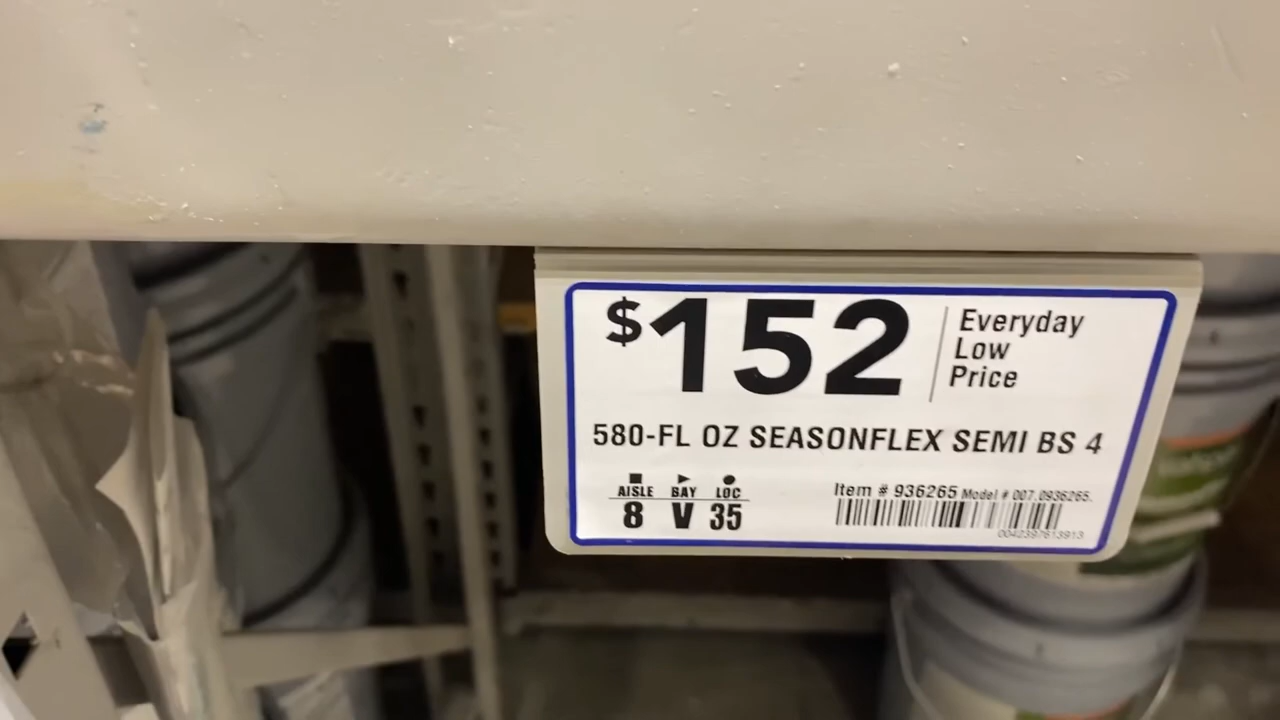 $152
Everyday
Low
Price
580-FL OZ SEASONFLEX SEMI BS 4
AISLE BAY LOC
8 V 35
Item # 936265 Model # 007.0936265.
0042397613913